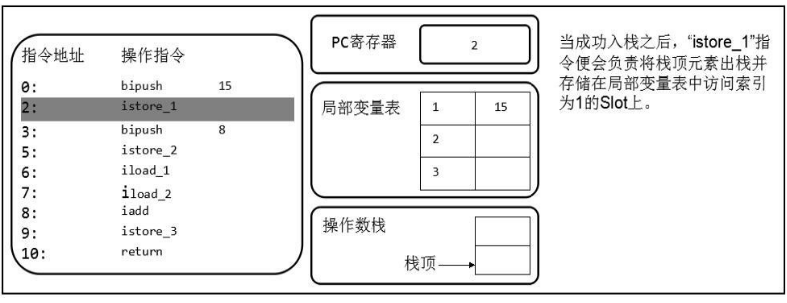 指令地址 操作指令
0: bipush 15
2: istore_1
3: bipush 8
5: istore_2
6: iload_1
7: iload_2
8: iadd
9: istore_3
10: return
PC寄存器 2
局部变量表 1 15
2
3
操作数栈
栈顶
当成功入栈之后，“istore_1”指
令便会负责将栈顶元素出栈并
存储在局部变量表中访问索引
为1的Slot上。